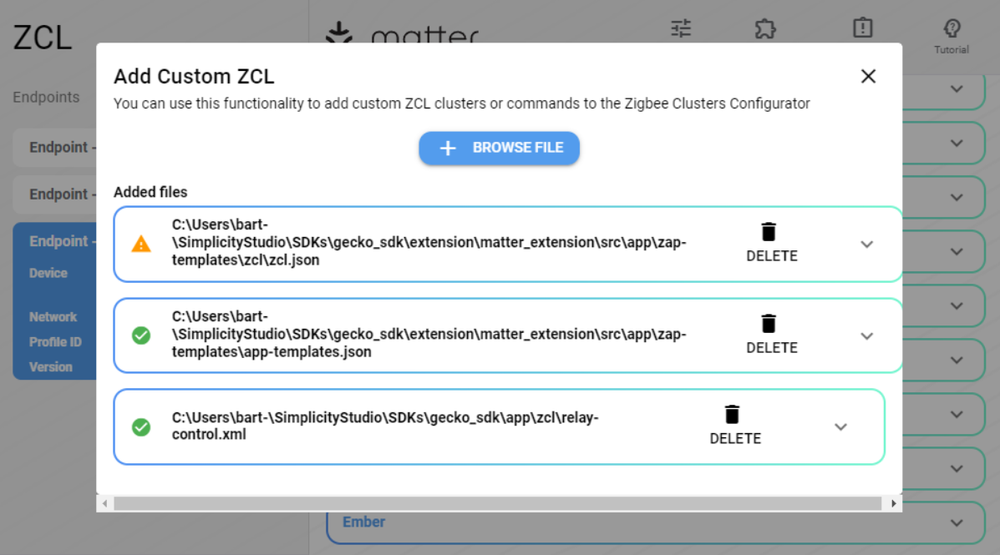 ZCL
matter
Tutorial
Endpoints
Endpoint -
Endpoint -
Endpoint -
Device
Network
Profile ID
Version
Add Custom ZCL
You can use this functionality to add custom ZCL clusters or commands to the Zigbee Clusters Configurator
BROWSE FILE
Added files
C:\Users\bart-
\SimplicityStudio\SDKs\gecko_sdk\extension\matter_extension\src\app\zap-
templates\zcl\zcl.json
DELETE
C:\Users\bart-
\SimplicityStudio\SDKs\gecko_sdk\extension\matter_extension\src\app\zap-
templates\app-templates.json
DELETE
C:\Users\bart-\SimplicityStudio\SDKs\gecko_sdk\app\zcl\relay-
control.xml
DELETE
Ember